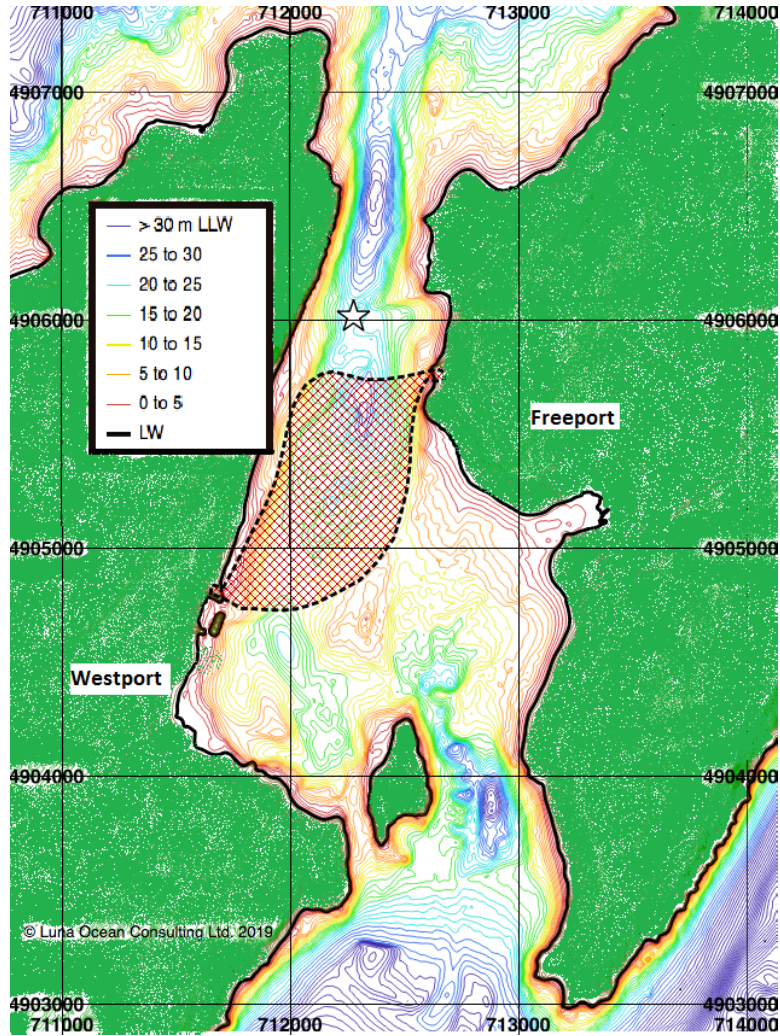 711000
712000
713000
714000
4907000
4907000
> 30 m LLW
25 to 30
20 to 25
15 to 20
10 to 15
5 to 10
0 to 5
LW
4906000
4906000
Freeport
4905000
4905000
Westport
4904000
4904000
© Luna Ocean Consulting Ltd. 2019
4903000
4903000
711000
712000
713000
714000